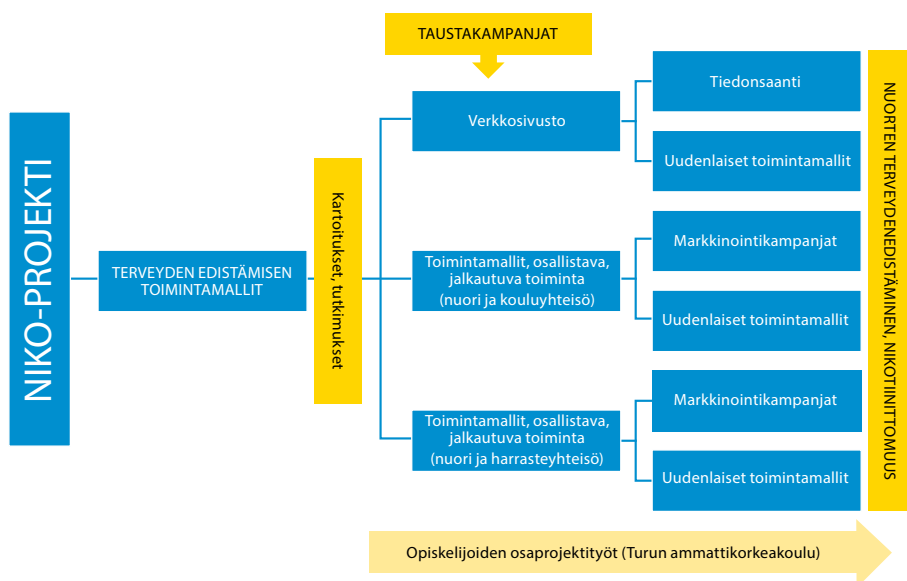 TAUSTAKAMPANJAT
NIKO-PROJEKTI
TERVEYDEN EDISTÄMISEN
TOIMINTAMALLIT
Kartoitukset, tutkimukset
Verkkosivusto
Tiedonsaanti
Uudenlaiset toimintamallit
Toimintamallit, osallistava,
jalkautuva toiminta
(nuori ja kouluyhteisö)
Markkinointikampanjat
Uudenlaiset toimintamallit
Toimintamallit, osallistava,
jalkautuva toiminta
(nuori ja harrasteyhteisö)
Markkinointikampanjat
Uudenlaiset toimintamallit
NUORTEN TERVEYDENEDISTÄMINEN, NIKOTIINITTOMUUS
Opiskelijoiden osaprojektityöt (Turun ammattikorkeakoulu)